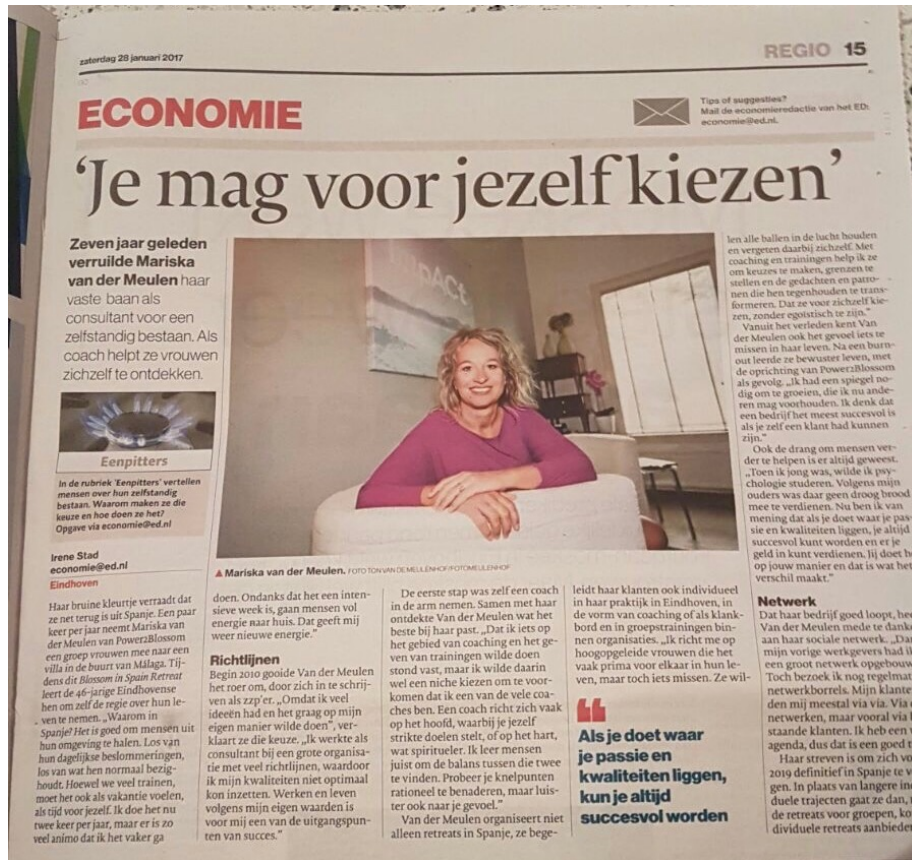 zaterdag 28 januari 2017
REGIO 15
ECONOMIE
Tips of suggesties?
Mail de economieredactie van het ED:
economie@ed.nl.
‘Je mag voor jezelf kiezen’
Zeven jaar geleden
verruilde Mariska
van der Meulen haar
vaste baan als
consultant voor een
zelfstandig bestaan. Als
coach helpt ze vrouwen
zichzelf te ontdekken.
Eenpitters
In de rubriek 'Eenpitters' vertellen
mensen over hun zelfstandig
bestaan. Waarom maken ze die
keuze en hoe doen ze het?
Opgave via economie@ed.nl
Irene Stad
economie@ed.nl
Eindhoven
▲ Mariska van der Meulen. FOTO TON VAN DE MEULENHOF/FOTOMEULENHOF
Haar bruine kleurtje verraadt dat
ze net terug is uit Spanje. Een paar
keer per jaar neemt Mariska van
der Meulen van Power2Blossom
een groep vrouwen mee naar een
villa in de buurt van Málaga. Tij-
dens dit Blossom in Spain Retreat
leert de 46-jarige Eindhovense
hen om zelf de regie over hun le-
ven te nemen. „Waarom in
Spanje? Het is goed om mensen uit
hun omgeving te halen. Los van
hun dagelijkse beslommeringen,
los van wat hen normaal bezig-
houdt. Hoewel we veel trainen,
moet het ook als vakantie voelen,
als tijd voor jezelf. Ik doe het nu
twee keer per jaar, maar er is zo
veel animo dat ik het vaker ga
doen. Ondanks dat het een inten-
sieve week is, gaan mensen vol
energie naar huis. Dat geeft mij
weer nieuwe energie.”
Richtlijnen
Begin 2010 gooide Van der Meulen
het roer om, door zich in te schrij-
ven als zzp'er. „Omdat ik veel
ideeën had en het graag op mijn
eigen manier wilde doen”, ver-
klaart ze die keuze. „Ik werkte als
consultant bij een grote organisa-
tie met veel richtlijnen, waardoor
ik mijn kwaliteiten niet optimaal
kon inzetten. Werken en leven
volgens mijn eigen waarden is
voor mij een van de uitgangspun-
ten van succes.”
De eerste stap was zelf een coach
in de arm nemen. Samen met haar
ontdekte Van der Meulen wat het
beste bij haar past. „Dat ik iets op
het gebied van coaching en het ge-
ven van trainingen wilde doen
stond vast, maar ik wilde daarin
wel een niche kiezen om te voor-
komen dat ik een van de vele coa-
ches ben. Een coach richt zich vaak
op het hoofd, waarbij je jezelf
strikte doelen stelt, of op het hart,
wat spiritueler. Ik leer mensen
juist om de balans tussen die twee
te vinden. Probeer je knelpunten
rationeel te benaderen, maar luis-
ter ook naar je gevoel.”
Van der Meulen organiseert niet
alleen retreats in Spanje, ze bege-
leidt haar klanten ook individueel
in haar praktijk in Eindhoven, in
de vorm van coaching of als klank-
bord en in groepstrainingen bin-
nen organisaties. „Ik richt me op
hoogopgeleide vrouwen die het
vaak prima voor elkaar in hun le-
ven, maar toch iets missen. Ze wil-
Als je doet waar
je passie en
kwaliteiten liggen,
kun je altijd
succesvol worden
len alle ballen in de lucht houden
en vergeten daarbij zichzelf. Met
coaching en trainingen help ik ze
om keuzes te maken, grenzen te
stellen en de gedachten en patro-
nen die hen tegenhouden te trans-
formeren. Dat ze voor zichzelf kie-
zen, zonder egoïstisch te zijn.”
Vanuit het verleden kent Van
der Meulen ook het gevoel iets te
missen in haar leven. Na een burn-
out leerde ze bewuster leven, met
de oprichting van Power2Blossom
als gevolg. „Ik had een spiegel no-
dig om te groeien, die ik nu ande-
ren mag voorhouden. Ik denk dat
een bedrijf het meest succesvol is
als je zelf een klant had kunnen
zijn.”
Ook de drang om mensen ver-
der te helpen is er altijd geweest.
„Toen ik jong was, wilde ik psy-
chologie studeren. Volgens mijn
ouders was daar geen droog brood
mee te verdienen. Nu ben ik van
mening dat als je doet waar je pas-
sie en kwaliteiten liggen, je altijd
succesvol kunt worden en er je
geld in kunt verdienen. Jij doet
op jouw manier en dat is wat het
verschil maakt.”
Netwerk
Dat haar bedrijf goed loopt,
Van der Meulen mede te
aan haar sociale netwerk.
mijn vorige werkgevers had
een groot netwerk
Toch bezoek ik nog
netwerkborrels. Mijn
den mij meestal via via. Via
netwerken, maar vooral via
staande klanten. Ik heb een
agenda, dus dat is een goed
Haar streven is om zich
2019 definitief in Spanje te
gen. In plaats van langere
duele trajecten gaat ze dan,
de retreats voor groepen,
dividuele retreats